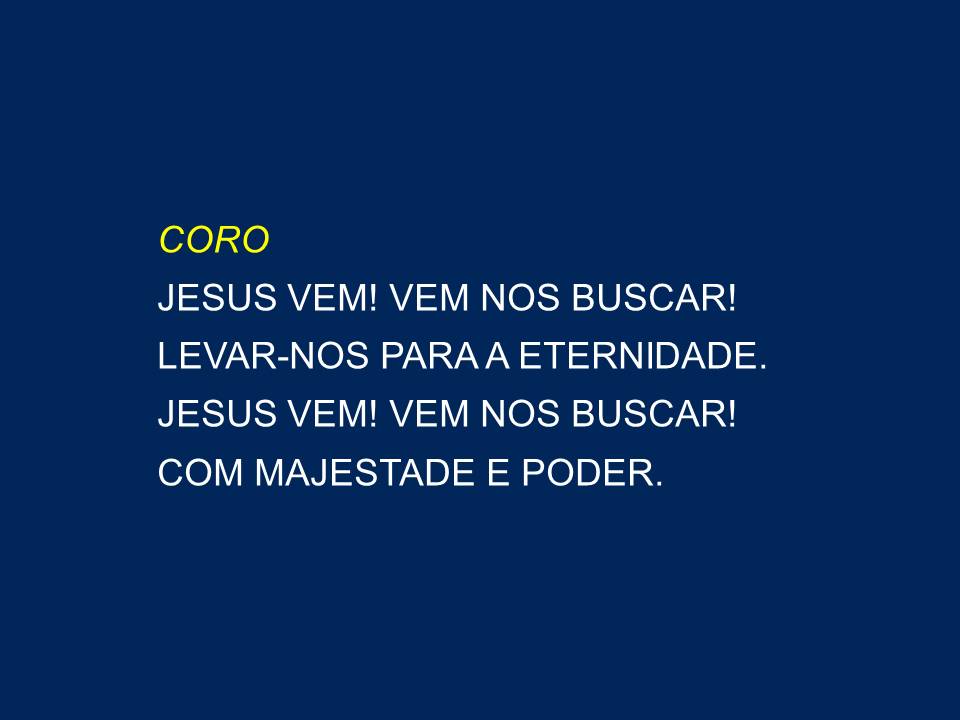 CORO
JESUS VEM! VEM NOS BUSCAR!
LEVAR-NOS PARA A ETERNIDADE.
JESUS VEM! VEM NOS BUSCAR!
COM MAJESTADE E PODER.